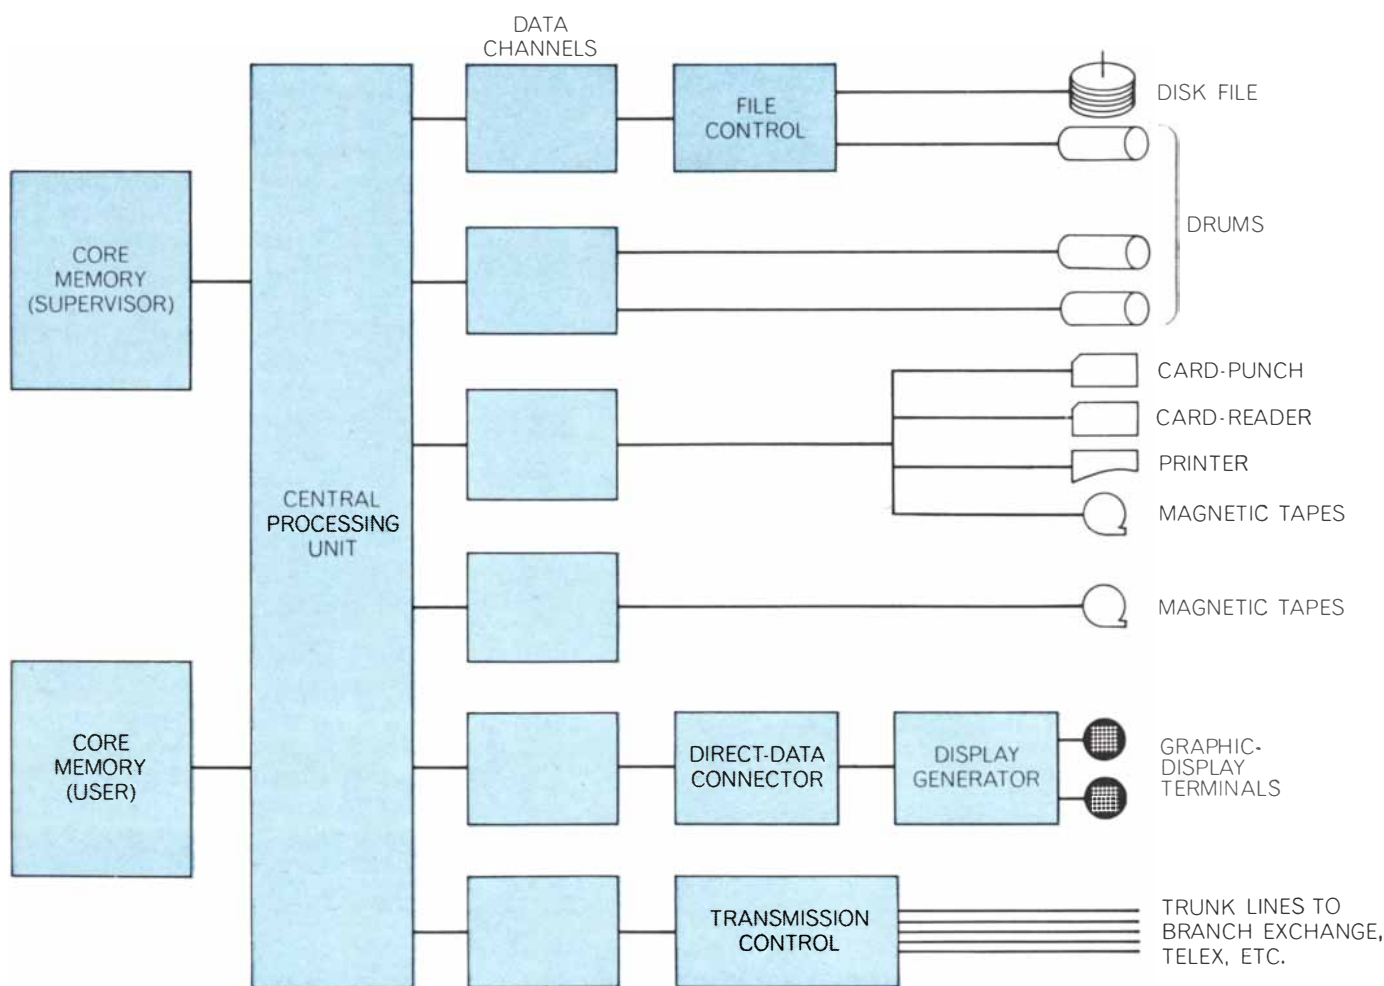 DATA
CHANNELS
FILE
CONTROL
DISK FILE
DRUMS
CORE
MEMORY
(SUPERVISOR)
CARD-PUNCH
CARD-READER
PRINTER
MAGNETIC TAPES
CENTRAL
PROCESSING
UNIT
MAGNETIC TAPES
CORE
MEMORY
(USER)
DIRECT-DATA
CONNECTOR
DISPLAY
GENERATOR
GRAPHIC-
DISPLAY
TERMINALS
TRANSMISSION
CONTROL
TRUNK LINES TO
BRANCH EXCHANGE,
TELEX, ETC.